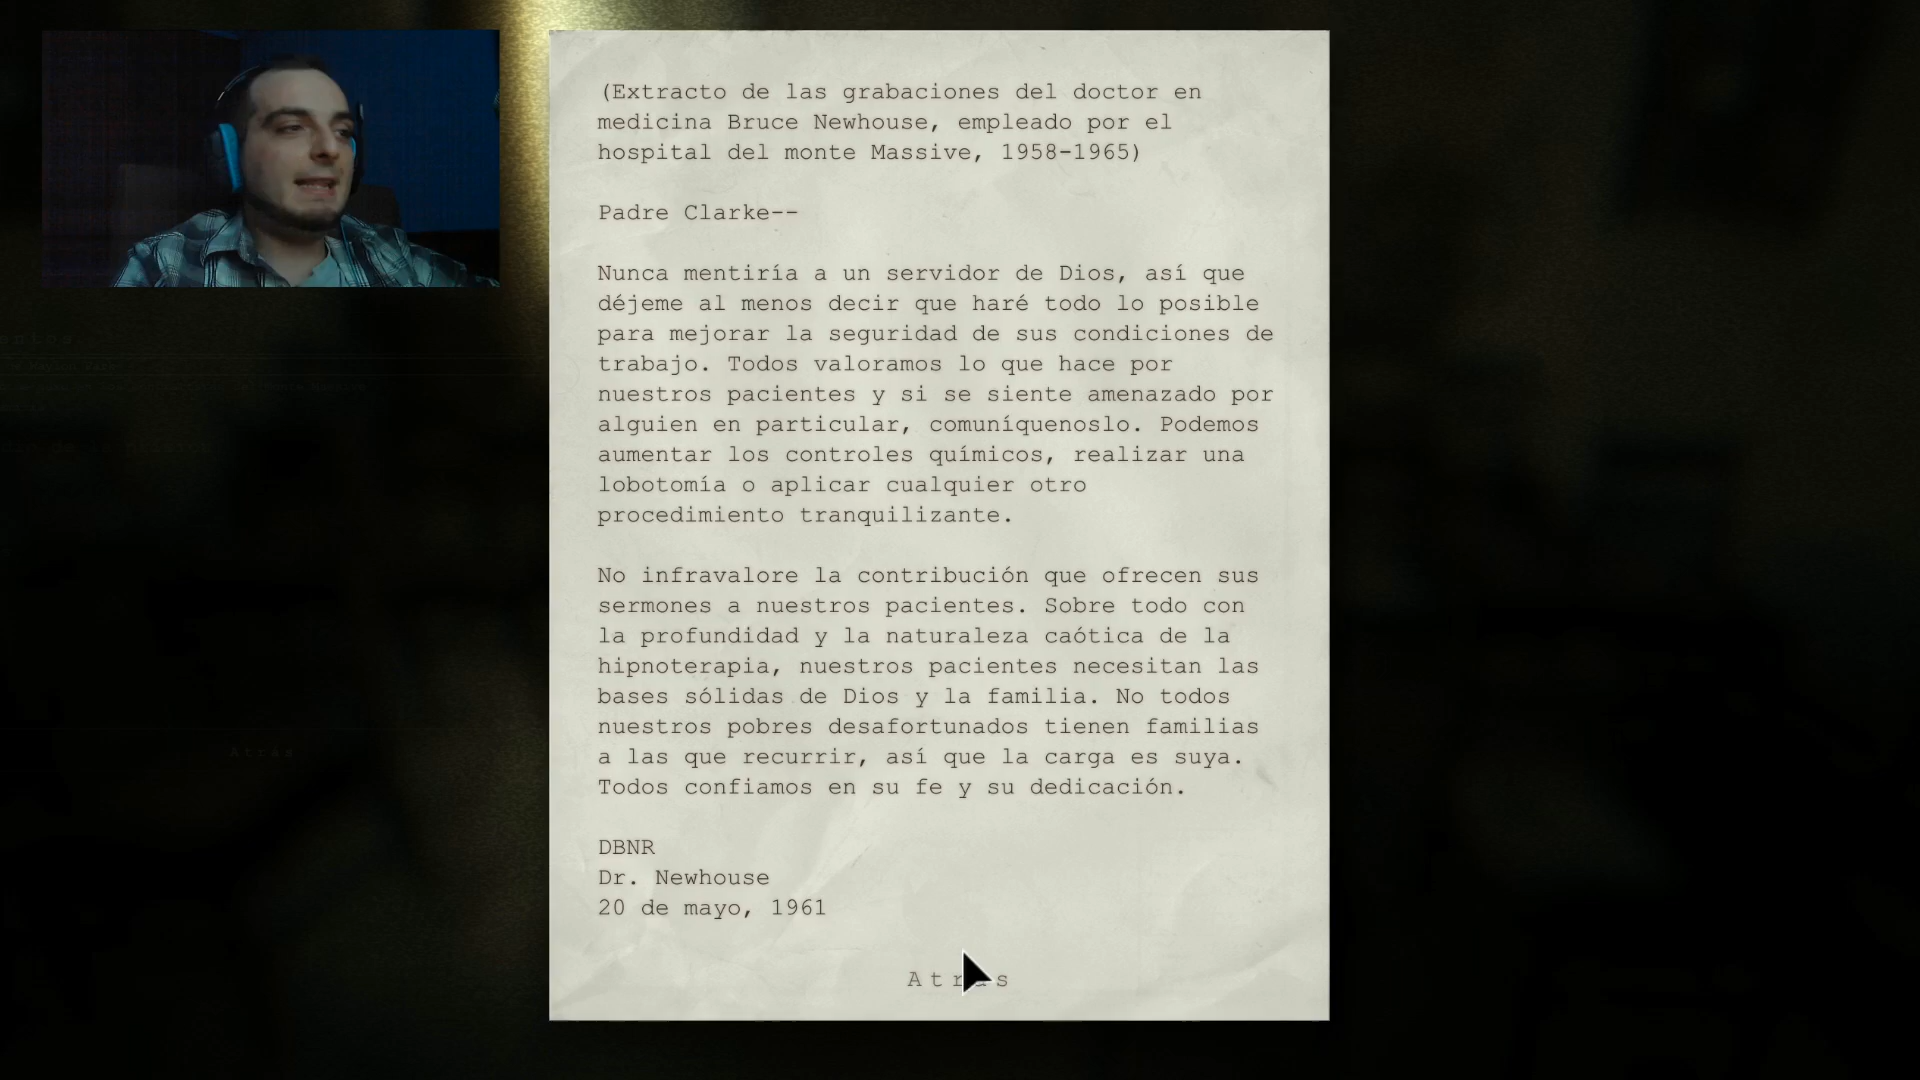 (Extracto de las grabaciones del doctor en
medicina Bruce Newhouse, empleado por el
hospital del monte Massive, 1958-1965)
Padre Clarke--
Nunca mentiría a un servidor de Dios, así que
déjeme al menos decir que haré todo lo posible
para mejorar la seguridad de sus condiciones de
trabajo. Todos valoramos lo que hace por
nuestros pacientes y si se siente amenazado por
alguien en particular, comuníquenoslo. Podemos
aumentar los controles químicos, realizar una
lobotomía o aplicar cualquier otro
procedimiento tranquilizante.
No infravalore la contribución que ofrecen sus
sermones a nuestros pacientes. Sobre todo con
la profundidad y la naturaleza caótica de la
hipnoterapia, nuestros pacientes necesitan las
bases sólidas de Dios y la familia. No todos
nuestros pobres desafortunados tienen familias
a las que recurrir, así que la carga es suya.
Todos confiamos en su fe y su dedicación.
DBNR
Dr. Newhouse
20 de mayo, 1961
Atrás
Atrás